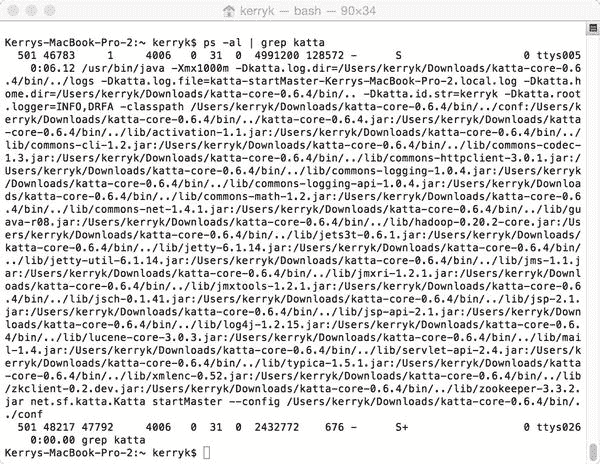 kerryk — bash — 90×34
Kerrys-MacBook-Pro-2:~ kerryk$ ps -al | grep katta
501 46783 1 4006 0 31 0 4991200 128572 - S 0 ttys005
0:06.12 /usr/bin/java -Xmx1000m -Dkatta.log.dir=/Users/kerryk/Downloads/katta-core-0.6
.4/bin/../logs -Dkatta.log.file=katta-startMaster-Kerrys-MacBook-Pro-2.local.log -Dkatta.h
ome.dir=/Users/kerryk/Downloads/katta-core-0.6.4/bin/.. -Dkatta.id.str=kerryk -Dkatta.root
.logger=INFO,DRFA -classpath /Users/kerryk/Downloads/katta-core-0.6.4/bin/../conf:/Users/k
erryk/Downloads/katta-core-0.6.4/bin/../katta-core-0.6.4.jar:/Users/kerryk/Downloads/katta
-core-0.6.4/bin/../lib/activation-1.1.jar:/Users/kerryk/Downloads/katta-core-0.6.4/bin/../
lib/commons-cli-1.2.jar:/Users/kerryk/Downloads/katta-core-0.6.4/bin/../lib/commons-codec-
1.3.jar:/Users/kerryk/Downloads/katta-core-0.6.4/bin/../lib/commons-httpclient-3.0.1.jar:/
Users/kerryk/Downloads/katta-core-0.6.4/bin/../lib/commons-logging-1.0.4.jar:/Users/kerryk
/Downloads/katta-core-0.6.4/bin/../lib/commons-logging-api-1.0.4.jar:/Users/kerryk/Downloa
ds/katta-core-0.6.4/bin/../lib/commons-math-1.2.jar:/Users/kerryk/Downloads/katta-core-0.6
.4/bin/../lib/commons-net-1.4.1.jar:/Users/kerryk/Downloads/katta-core-0.6.4/bin/../lib/gu
ava-r08.jar:/Users/kerryk/Downloads/katta-core-0.6.4/bin/../lib/hadoop-0.20.2-core.jar:/Us
ers/kerryk/Downloads/katta-core-0.6.4/bin/../lib/jets3t-0.6.1.jar:/Users/kerryk/Downloads/
katta-core-0.6.4/bin/../lib/jetty-6.1.14.jar:/Users/kerryk/Downloads/katta-core-0.6.4/bin/
../lib/jetty-util-6.1.14.jar:/Users/kerryk/Downloads/katta-core-0.6.4/bin/../lib/jms-1.1.j
ar:/Users/kerryk/Downloads/katta-core-0.6.4/bin/../lib/jmxri-1.2.1.jar:/Users/kerryk/Downl
oads/katta-core-0.6.4/bin/../lib/jmxtools-1.2.1.jar:/Users/kerryk/Downloads/katta-core-0.6
.4/bin/../lib/jsch-0.1.41.jar:/Users/kerryk/Downloads/katta-core-0.6.4/bin/../lib/jsp-2.1.
jar:/Users/kerryk/Downloads/katta-core-0.6.4/bin/../lib/jsp-api-2.1.jar:/Users/kerryk/Down
loads/katta-core-0.6.4/bin/../lib/log4j-1.2.15.jar:/Users/kerryk/Downloads/katta-core-0.6.
4/bin/../lib/lucene-core-3.0.3.jar:/Users/kerryk/Downloads/katta-core-0.6.4/bin/../lib/mai
l-1.4.jar:/Users/kerryk/Downloads/katta-core-0.6.4/bin/../lib/servlet-api-2.4.jar:/Users/k
erryk/Downloads/katta-core-0.6.4/bin/../lib/typica-1.5.1.jar:/Users/kerryk/Downloads/katta
-core-0.6.4/bin/../lib/xmlenc-0.52.jar:/Users/kerryk/Downloads/katta-core-0.6.4/bin/../lib
/zkclient-0.2.dev.jar:/Users/kerryk/Downloads/katta-core-0.6.4/bin/../lib/zookeeper-3.3.2.
jar net.sf.katta.Katta startMaster --config /Users/kerryk/Downloads/katta-core-0.6.4/bin/.
./conf
501 48217 47792 4006 0 31 0 2432772 676 - S+ 0 ttys026
0:00.00 grep katta
Kerrys-MacBook-Pro-2:~ kerryk$